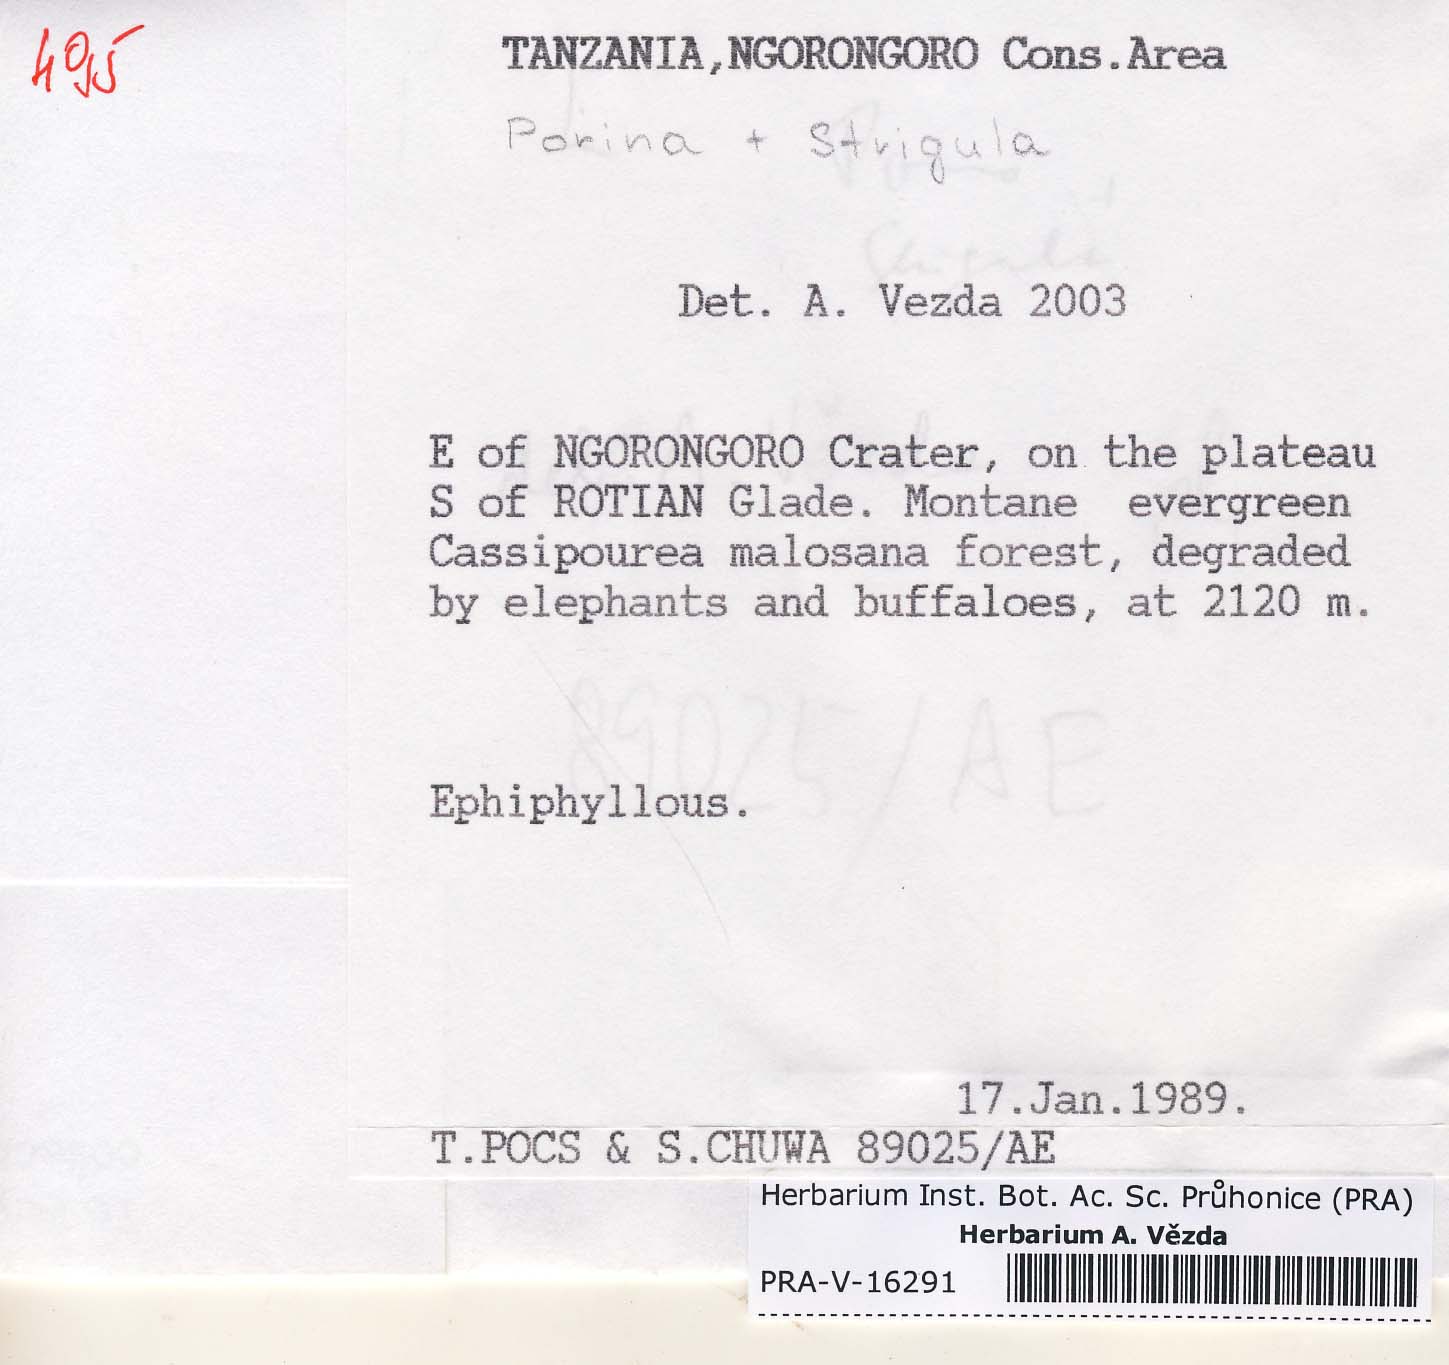 495
TANZANIA,NGORONGORO Cons.Area
Porina + Strigula
Det. A. Vezda 2003
E of NGORONGORO Crater, on the plateau
S of ROTIAN Glade. Montane evergreen
Cassipourea malosana forest, degraded
by elephants and buffaloes, at 2120 m.
89025/AE
Ephiphyllous.
17.Jan.1989.
T.POCS & S.CHUWA 89025/AE
Herbarium Inst. Bot. Ac. Sc. Průhonice (PRA)
Herbarium A. Vězda
PRA-V-16291